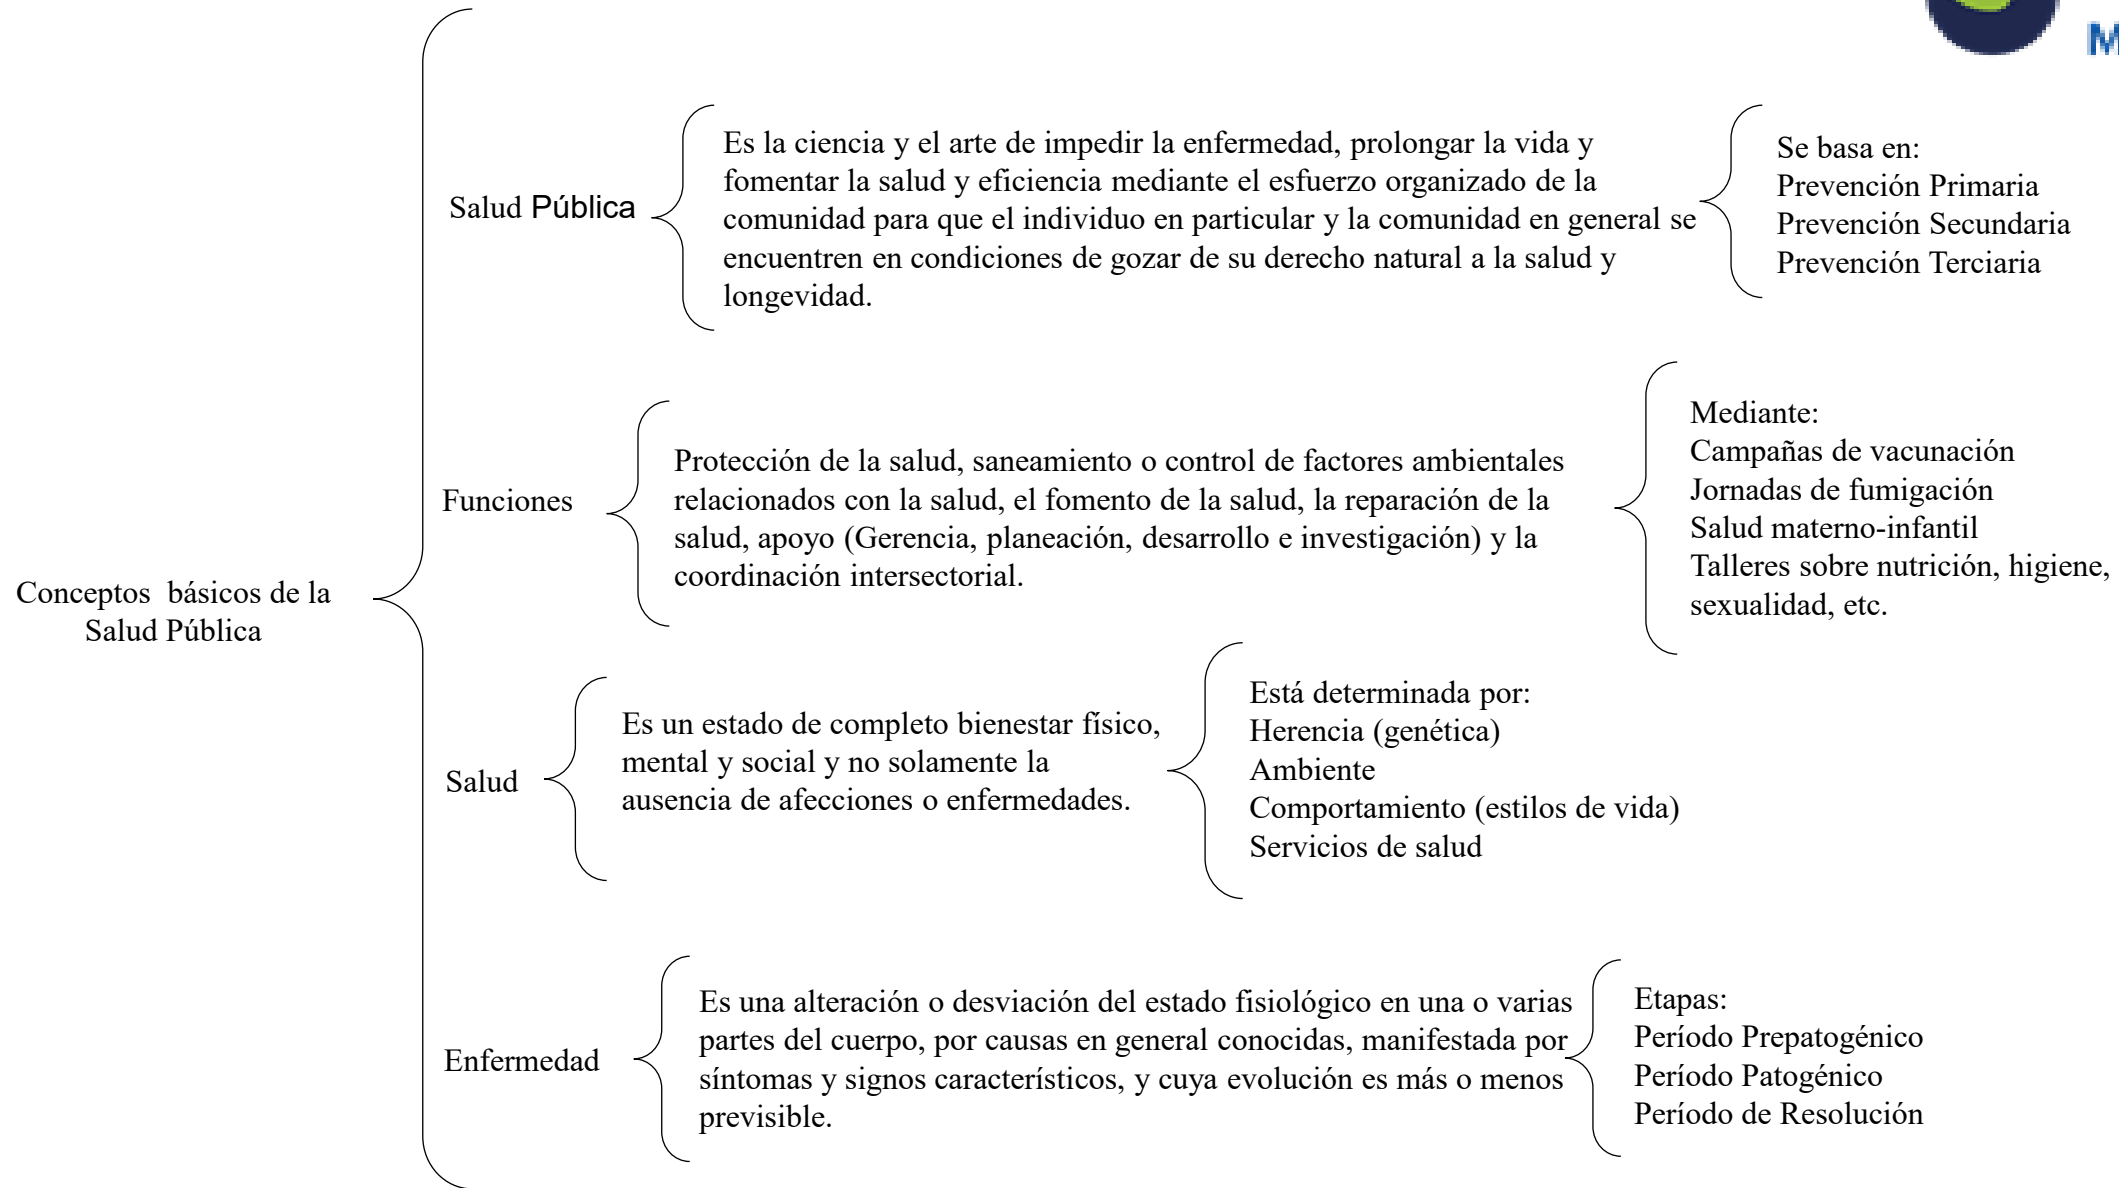 M
Conceptos básicos de la
Salud Pública
Salud Pública
Es la ciencia y el arte de impedir la enfermedad, prolongar la vida y
fomentar la salud y eficiencia mediante el esfuerzo organizado de la
comunidad para que el individuo en particular y la comunidad en general se
encuentren en condiciones de gozar de su derecho natural a la salud y
longevidad.
Se basa en:
Prevención Primaria
Prevención Secundaria
Prevención Terciaria
Funciones
Protección de la salud, saneamiento o control de factores ambientales
relacionados con la salud, el fomento de la salud, la reparación de la
salud, apoyo (Gerencia, planeación, desarrollo e investigación) y la
coordinación intersectorial.
Mediante:
Campañas de vacunación
Jornadas de fumigación
Salud materno-infantil
Talleres sobre nutrición, higiene,
sexualidad, etc.
Salud
Es un estado de completo bienestar físico,
mental y social y no solamente la
ausencia de afecciones o enfermedades.
Está determinada por:
Herencia (genética)
Ambiente
Comportamiento (estilos de vida)
Servicios de salud
Enfermedad
Es una alteración o desviación del estado fisiológico en una o varias
partes del cuerpo, por causas en general conocidas, manifestada por
síntomas y signos característicos, y cuya evolución es más o menos
previsible.
Etapas:
Período Prepatogénico
Período Patogénico
Período de Resolución